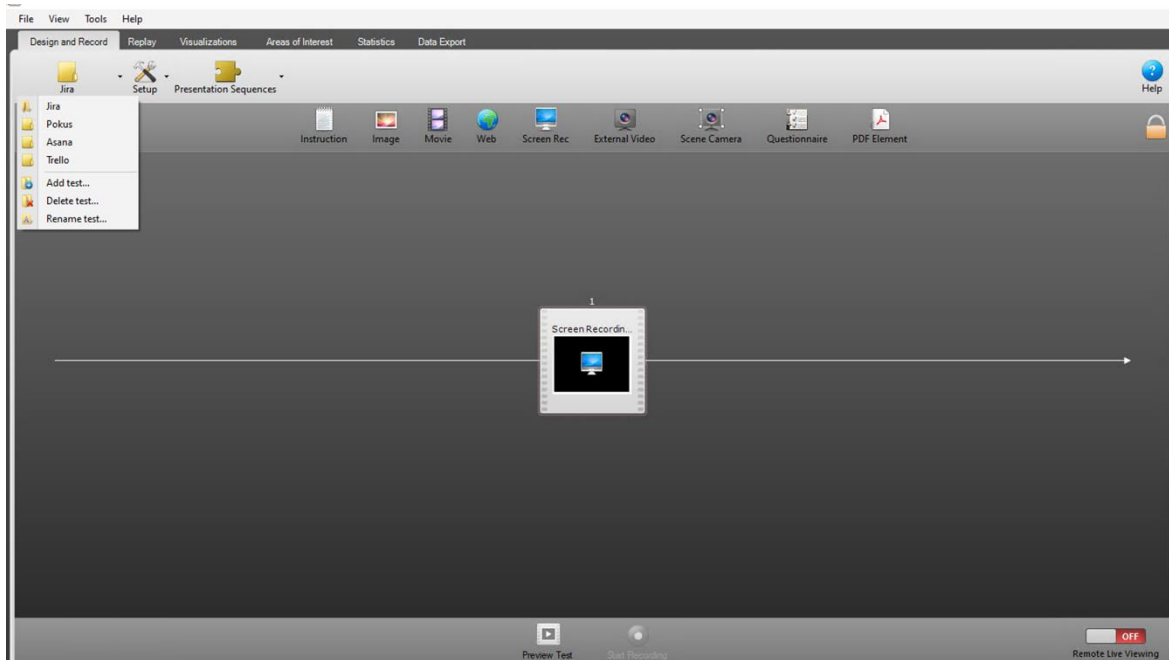 File View Tools Help
Design and Record Replay Visualizations Areas of Interest Statistics Data Export
Jira Setup Presentation Sequences Help
Jira
Pokus
Asana
Trello
Add test...
Delete test...
Rename test...
Instruction Image Movie Web Screen Rec External Video Scene Camera Questionnaire PDF Element
1
Screen Recordin...
Preview Test Start Recording
OFF
Remote Live Viewing